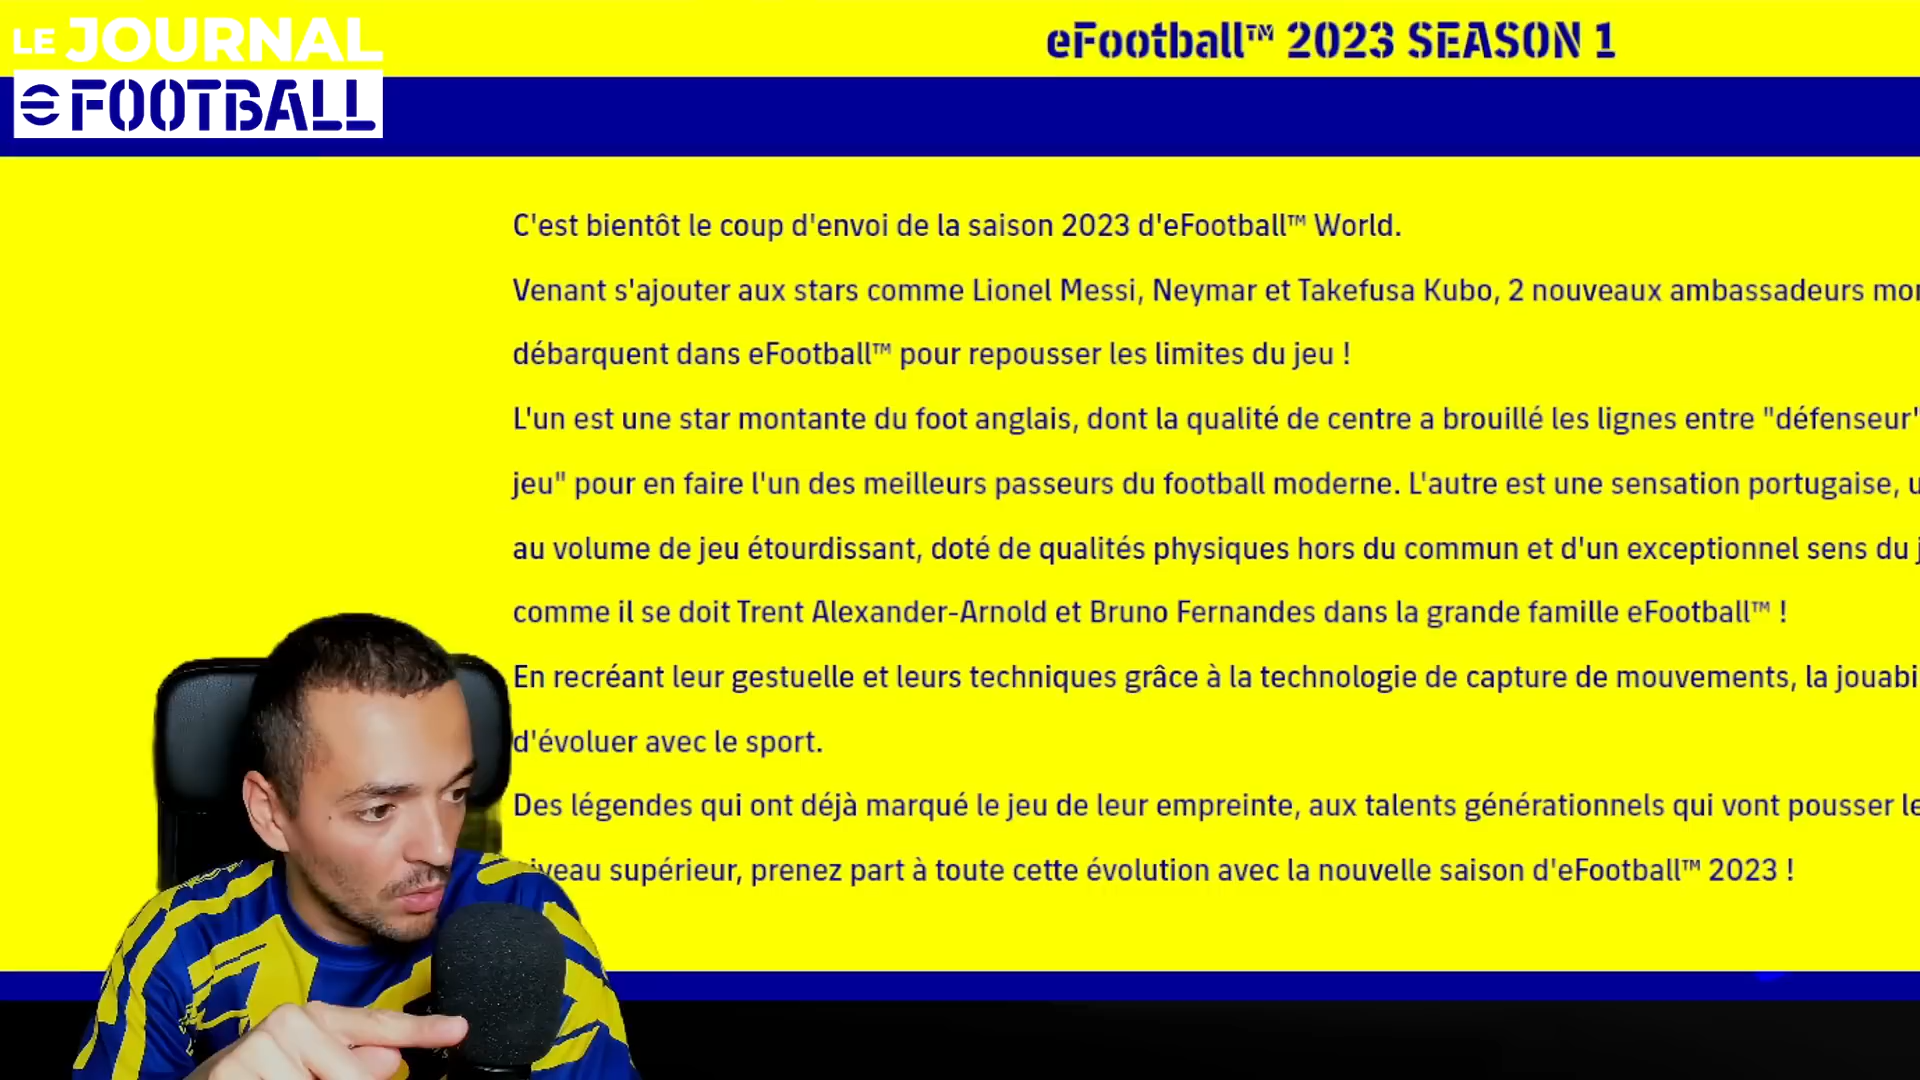 LE JOURNAL
eFOOTBALL
eFootball™ 2023 SEASON 1
C'est bientôt le coup d'envoi de la saison 2023 d'eFootball™ World.
Venant s'ajouter aux stars comme Lionel Messi, Neymar et Takefusa Kubo, 2 nouveaux ambassadeurs
débarquent dans eFootball™ pour repousser les limites du jeu !
L'un est une star montante du foot anglais, dont la qualité de centre a brouillé les lignes entre "défenseur"
jeu" pour en faire l'un des meilleurs passeurs du football moderne. L'autre est une sensation portugaise,
au volume de jeu étourdissant, doté de qualités physiques hors du commun et d'un exceptionnel sens du
comme il se doit Trent Alexander-Arnold et Bruno Fernandes dans la grande famille eFootball™ !
En recréant leur gestuelle et leurs techniques grâce à la technologie de capture de mouvements, la
d'évoluer avec le sport.
Des légendes qui ont déjà marqué le jeu de leur empreinte, aux talents générationnels qui vont pousser
supérieur, prenez part à toute cette évolution avec la nouvelle saison d'eFootball™ 2023 !